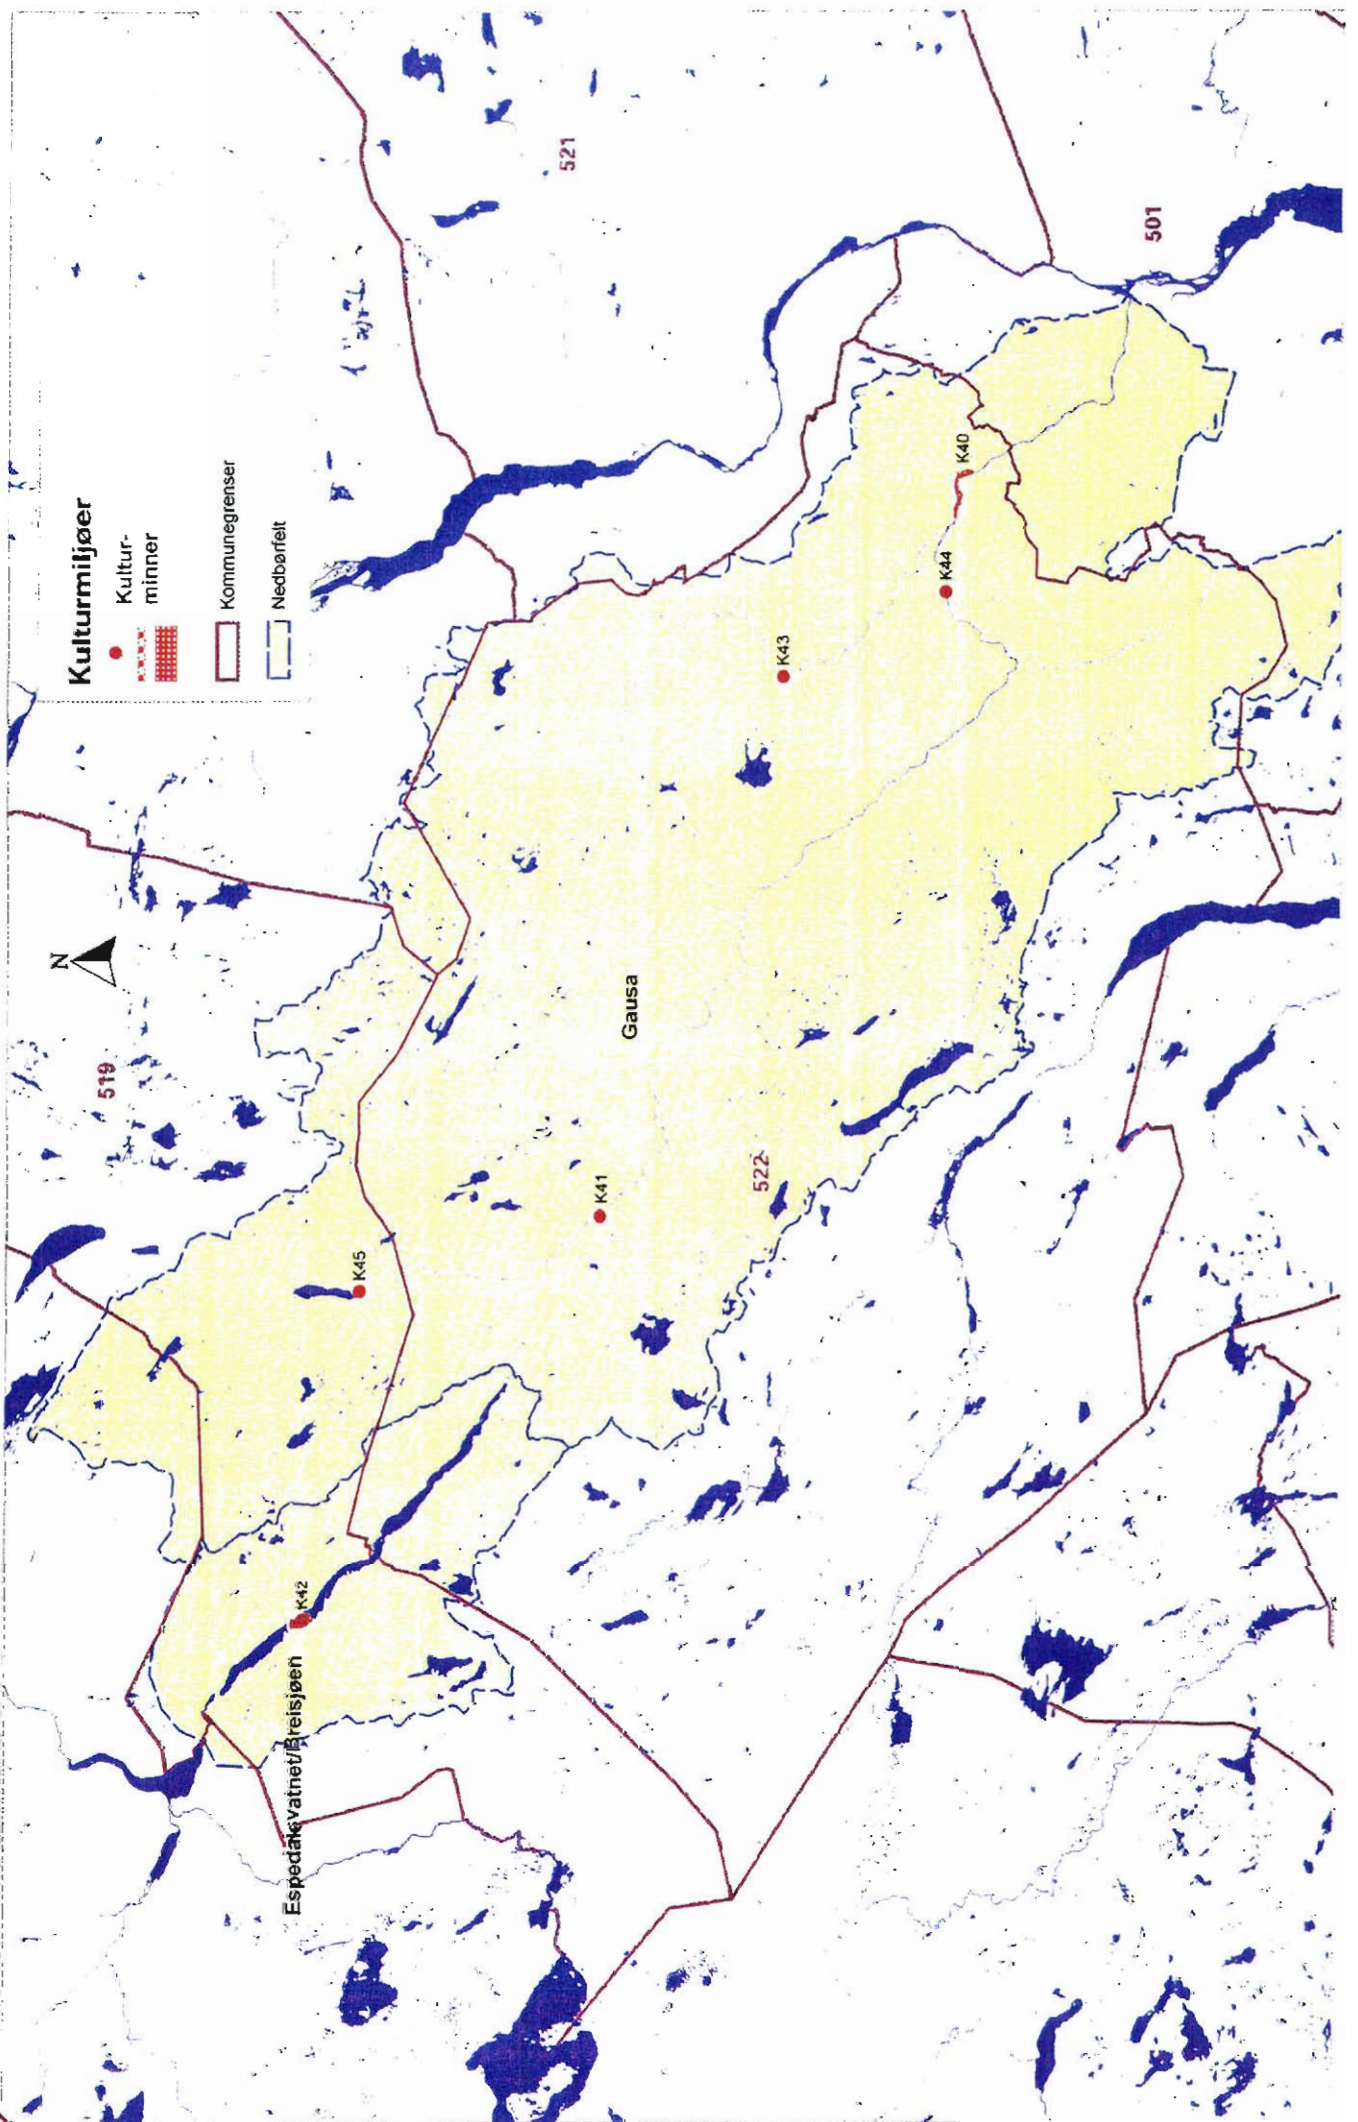 Kulturmiljøer
Kultur-
minner
Kommunegrenser
Nedbørfelt
N
519
521
501
522
Gausa
Espedalsvatnet/Breisjøen
K42
K45
K41
K43
K44
K40